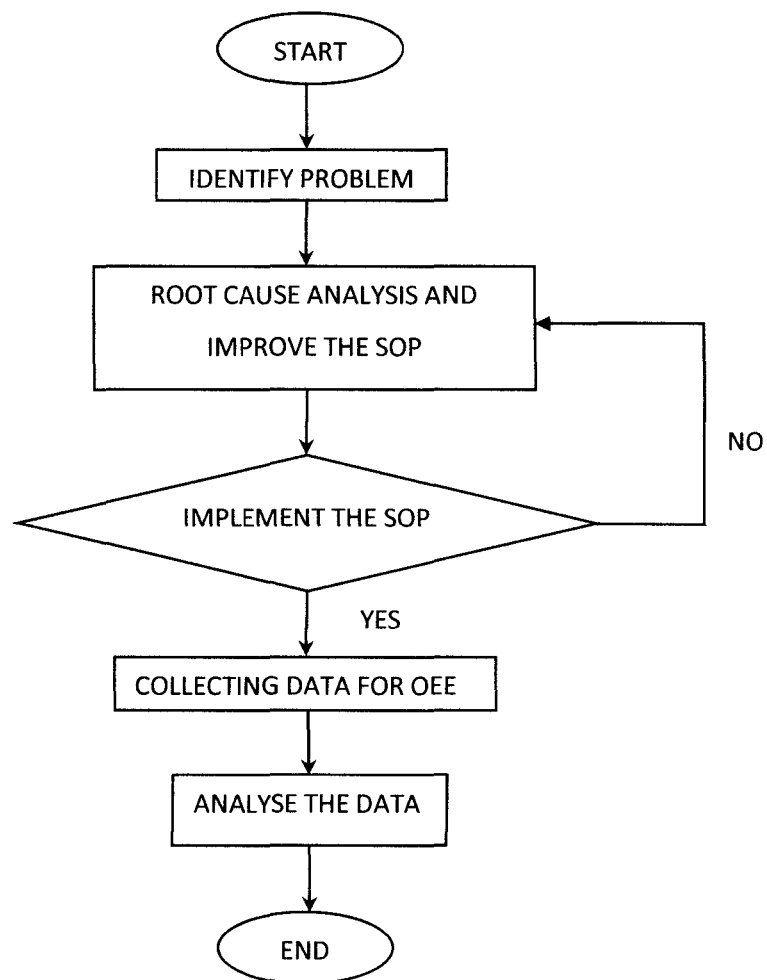 START
IDENTIFY PROBLEM
ROOT CAUSE ANALYSIS AND
IMPROVE THE SOP
NO
IMPLEMENT THE SOP
YES
COLLECTING DATA FOR OEE
ANALYSE THE DATA
END